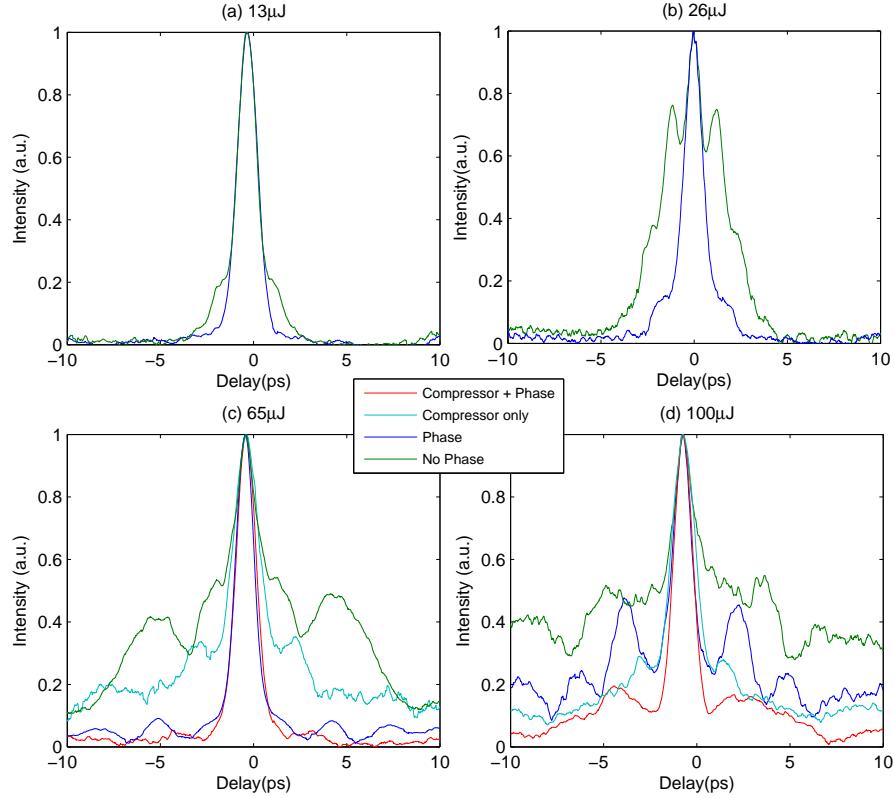 (a) 13µJ
(b) 26µJ
1
0.8
0.6
0.4
0.2
0
Intensity (a.u.)
−10
−5
0
5
10
Delay(ps)
1
0.8
0.6
0.4
0.2
0
Intensity(a.u.)
−10
−5
0
5
10
Delay(ps)
Compressor + Phase
Compressor only
Phase
No Phase
(c) 65µJ
(d) 100µJ
1
0.8
0.6
0.4
0.2
0
Intensity (a.u.)
−10
−5
0
5
10
Delay(ps)
1
0.8
0.6
0.4
0.2
0
Intensity (a.u.)
−10
−5
0
5
10
Delay(ps)